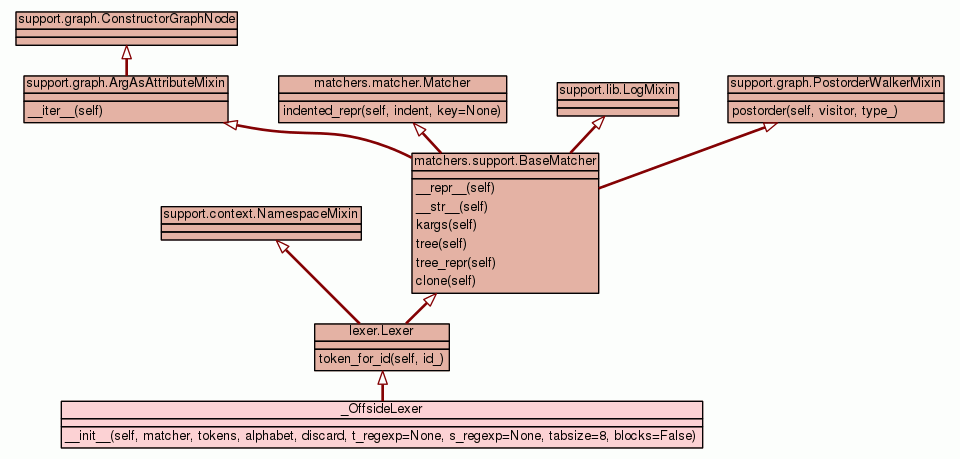 support.graph.ConstructorGraphNode
support.graph.ArgAsAttributeMixin
__iter__(self)
matchers.matcher.Matcher
indented_repr(self, indent, key=None)
support.lib.LogMixin
support.graph.PostorderWalkerMixin
postorder(self, visitor, type_)
matchers.support.BaseMatcher
__repr__(self)
__str__(self)
kargs(self)
tree(self)
tree_repr(self)
clone(self)
support.context.NamespaceMixin
lexer.Lexer
token_for_id(self, id_)
_OffsideLexer
__init__(self, matcher, tokens, alphabet, discard, t_regexp=None, s_regexp=None, tabsize=8, blocks=False)